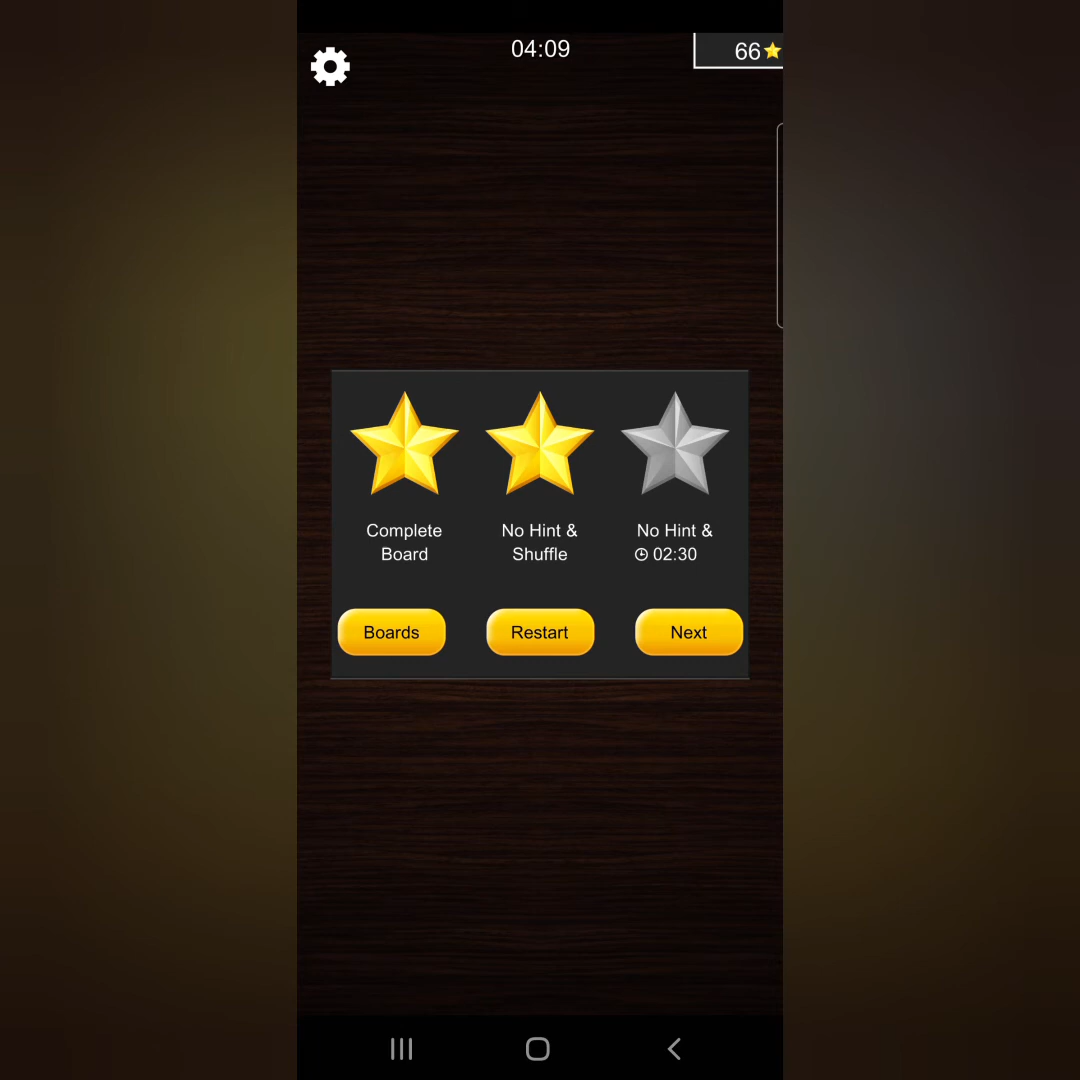 04:09
66
Complete
Board
No Hint &
Shuffle
No Hint &
02:30
Boards
Restart
Next